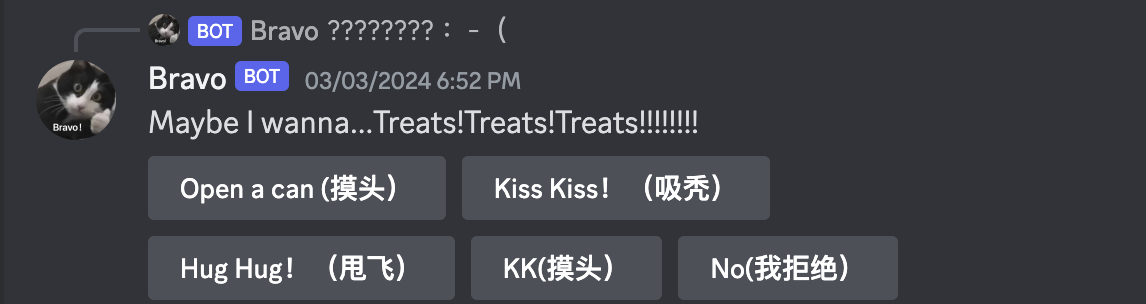 BOT Bravo ????????：-（
Bravo BOT 03/03/2024 6:52 PM
Bravo!
Maybe I wanna...Treats!Treats!Treats!!!!!!!!
Open a can (摸头） Kiss Kiss！（吸秃）
Hug Hug！（甩飞） KK(摸头） No(我拒绝）